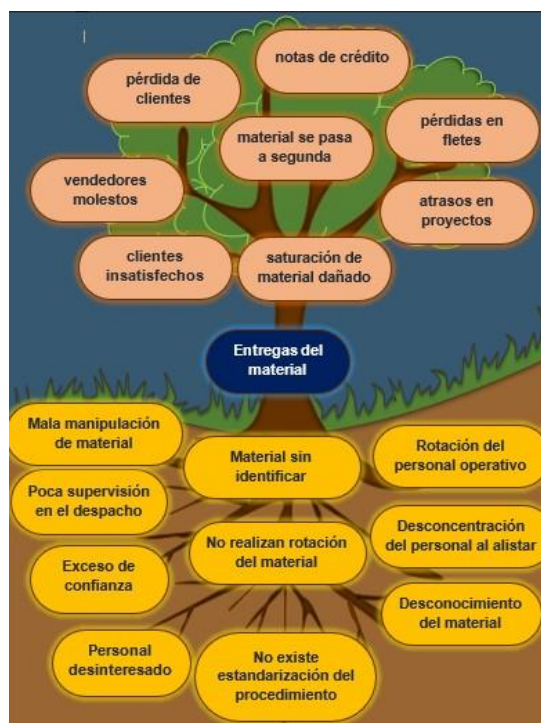 notas de crédito
pérdida de
clientes
pérdidas en
fletes
material se pasa
a segunda
vendedores
molestos
atrasos en
proyectos
clientes
insatisfechos
saturación de
material dañado
Entregas del
material
Mala manipulación
de material
Material sin
identificar
Rotación del
personal operativo
Poca supervisión
en el despacho
No realizan rotación
del material
Desconcentración
del personal al alistar
Exceso de
confianza
Desconocimiento
del material
Personal
desinteresado
No existe
estandarización del
procedimiento